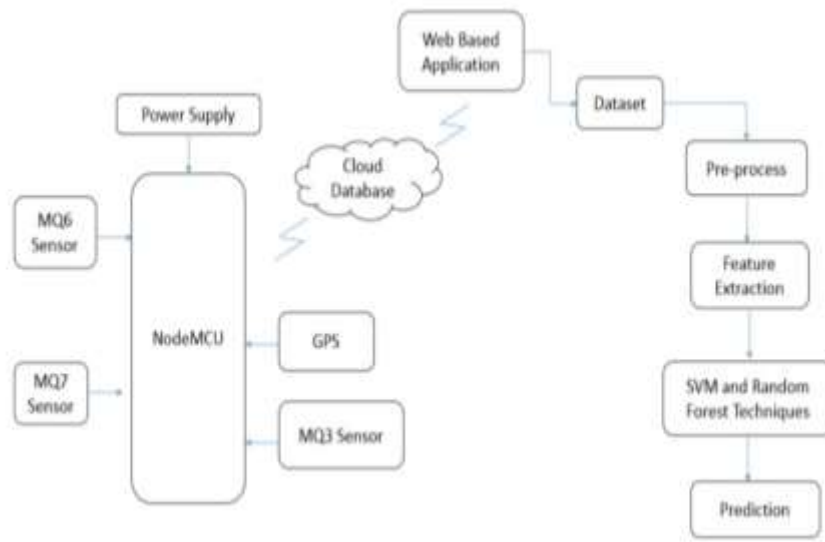 Web Based
Application
Dataset
Power Supply
Cloud
Database
Pre-process
MQ6
Sensor
Feature
Extraction
NodeMCU
GPS
MQ7
Sensor
SVM and Random
Forest Techniques
MQ3 Sensor
Prediction